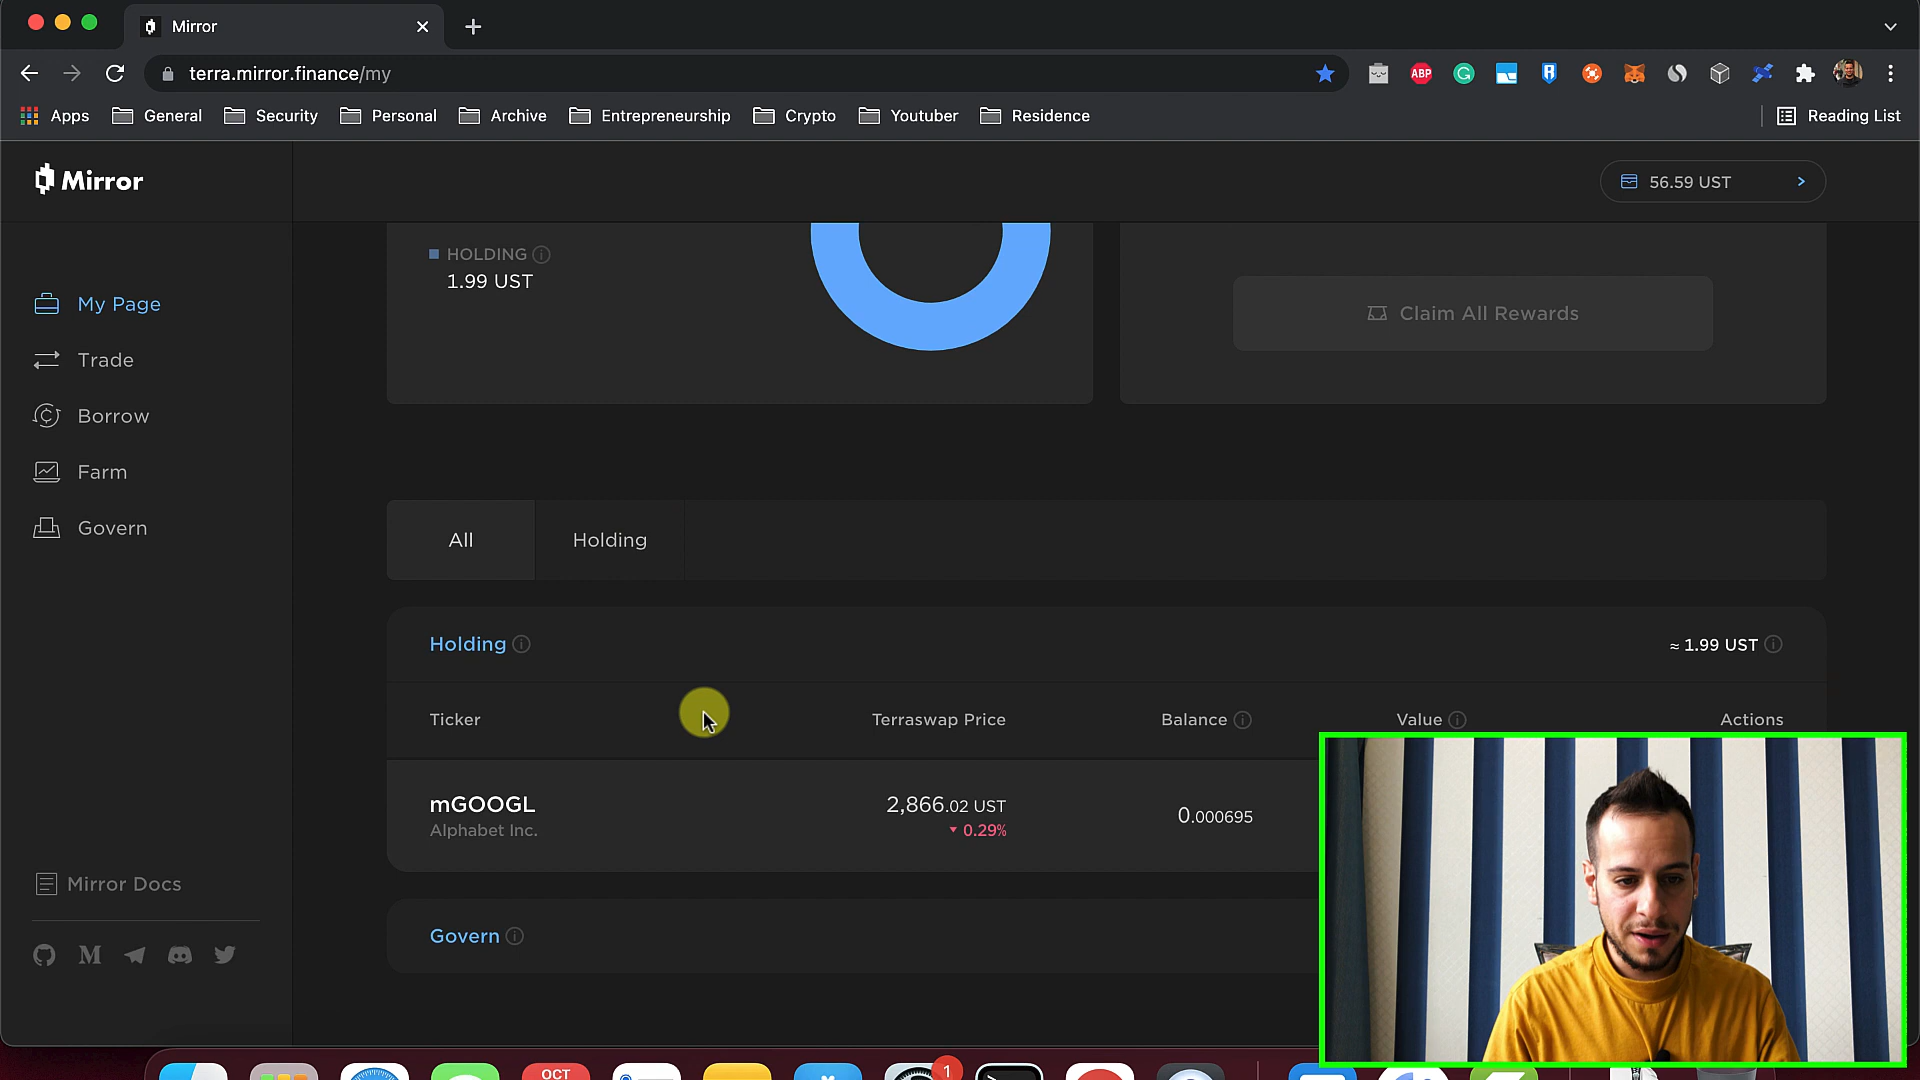 Mirror
terra.mirror.finance/my
ABP
Apps
General
Security
Personal
Archive
Entrepreneurship
Crypto
Youtuber
Residence
Reading List
Mirror
56.59 UST
HOLDING
1.99 UST
Claim All Rewards
My Page
Trade
Borrow
Farm
Govern
All
Holding
Holding
≈ 1.99 UST
Ticker
Terraswap Price
Balance
Value
Actions
mGOOGL
2,866.02 UST
0.000695
Alphabet Inc.
0.29%
Mirror Docs
Govern
OCT
1